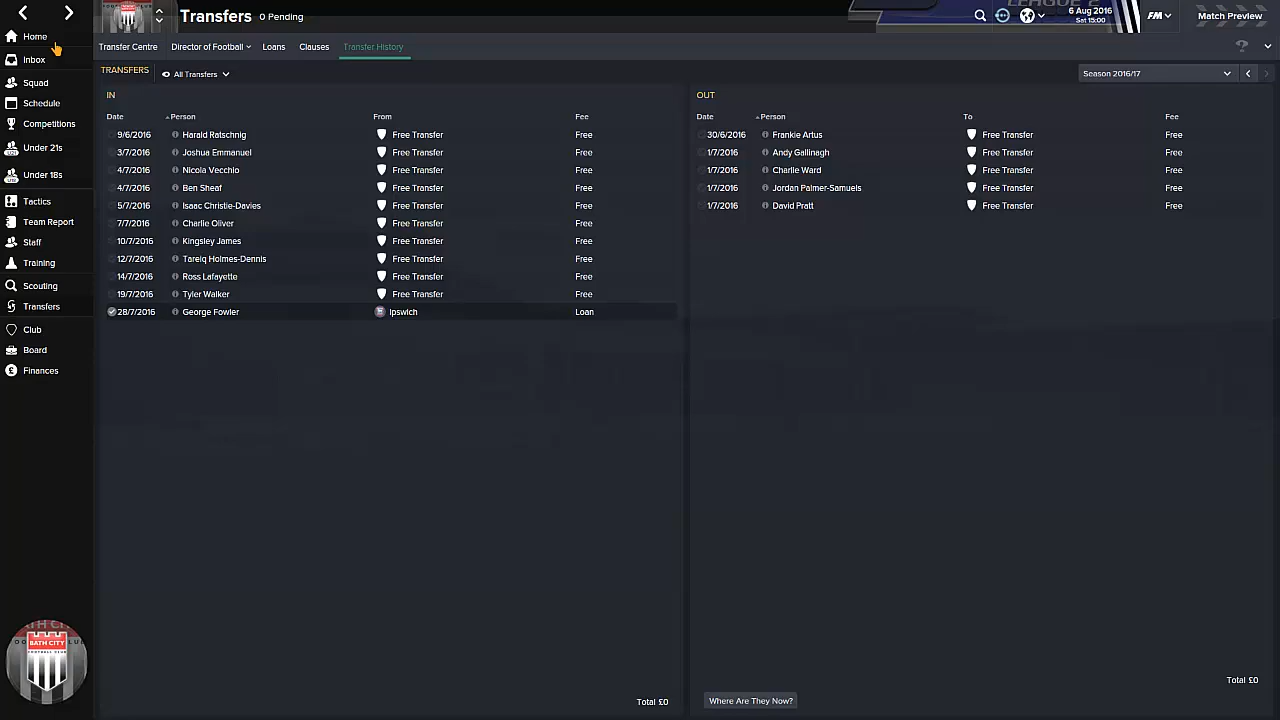 Transfers 0 Pending
6 Aug 2016
Sat 15:00
FM
Match Preview
Home
Inbox
Squad
Schedule
Competitions
Under 21s
Under 18s
Tactics
Team Report
Staff
Training
Scouting
Transfers
Club
Board
Finances
Transfer Centre Director of Football Loans Clauses Transfer History
TRANSFERS All Transfers Season 2016/17
IN
Date Person From Fee
9/6/2016 Harald Ratschnig Free Transfer Free
3/7/2016 Joshua Emmanuel Free Transfer Free
4/7/2016 Nicola Vecchio Free Transfer Free
4/7/2016 Ben Sheaf Free Transfer Free
5/7/2016 Isaac Christie-Davies Free Transfer Free
7/7/2016 Charlie Oliver Free Transfer Free
10/7/2016 Kingsley James Free Transfer Free
12/7/2016 Tareiq Holmes-Dennis Free Transfer Free
14/7/2016 Ross Lafayette Free Transfer Free
19/7/2016 Tyler Walker Free Transfer Free
28/7/2016 George Fowler Ipswich Loan
Total £0
OUT
Date Person To Fee
30/6/2016 Frankie Artus Free Transfer Free
1/7/2016 Andy Gallinagh Free Transfer Free
1/7/2016 Charlie Ward Free Transfer Free
1/7/2016 Jordan Palmer-Samuels Free Transfer Free
1/7/2016 David Pratt Free Transfer Free
Total £0
Where Are They Now?
BATH CITY
FOOTBALL CLUB